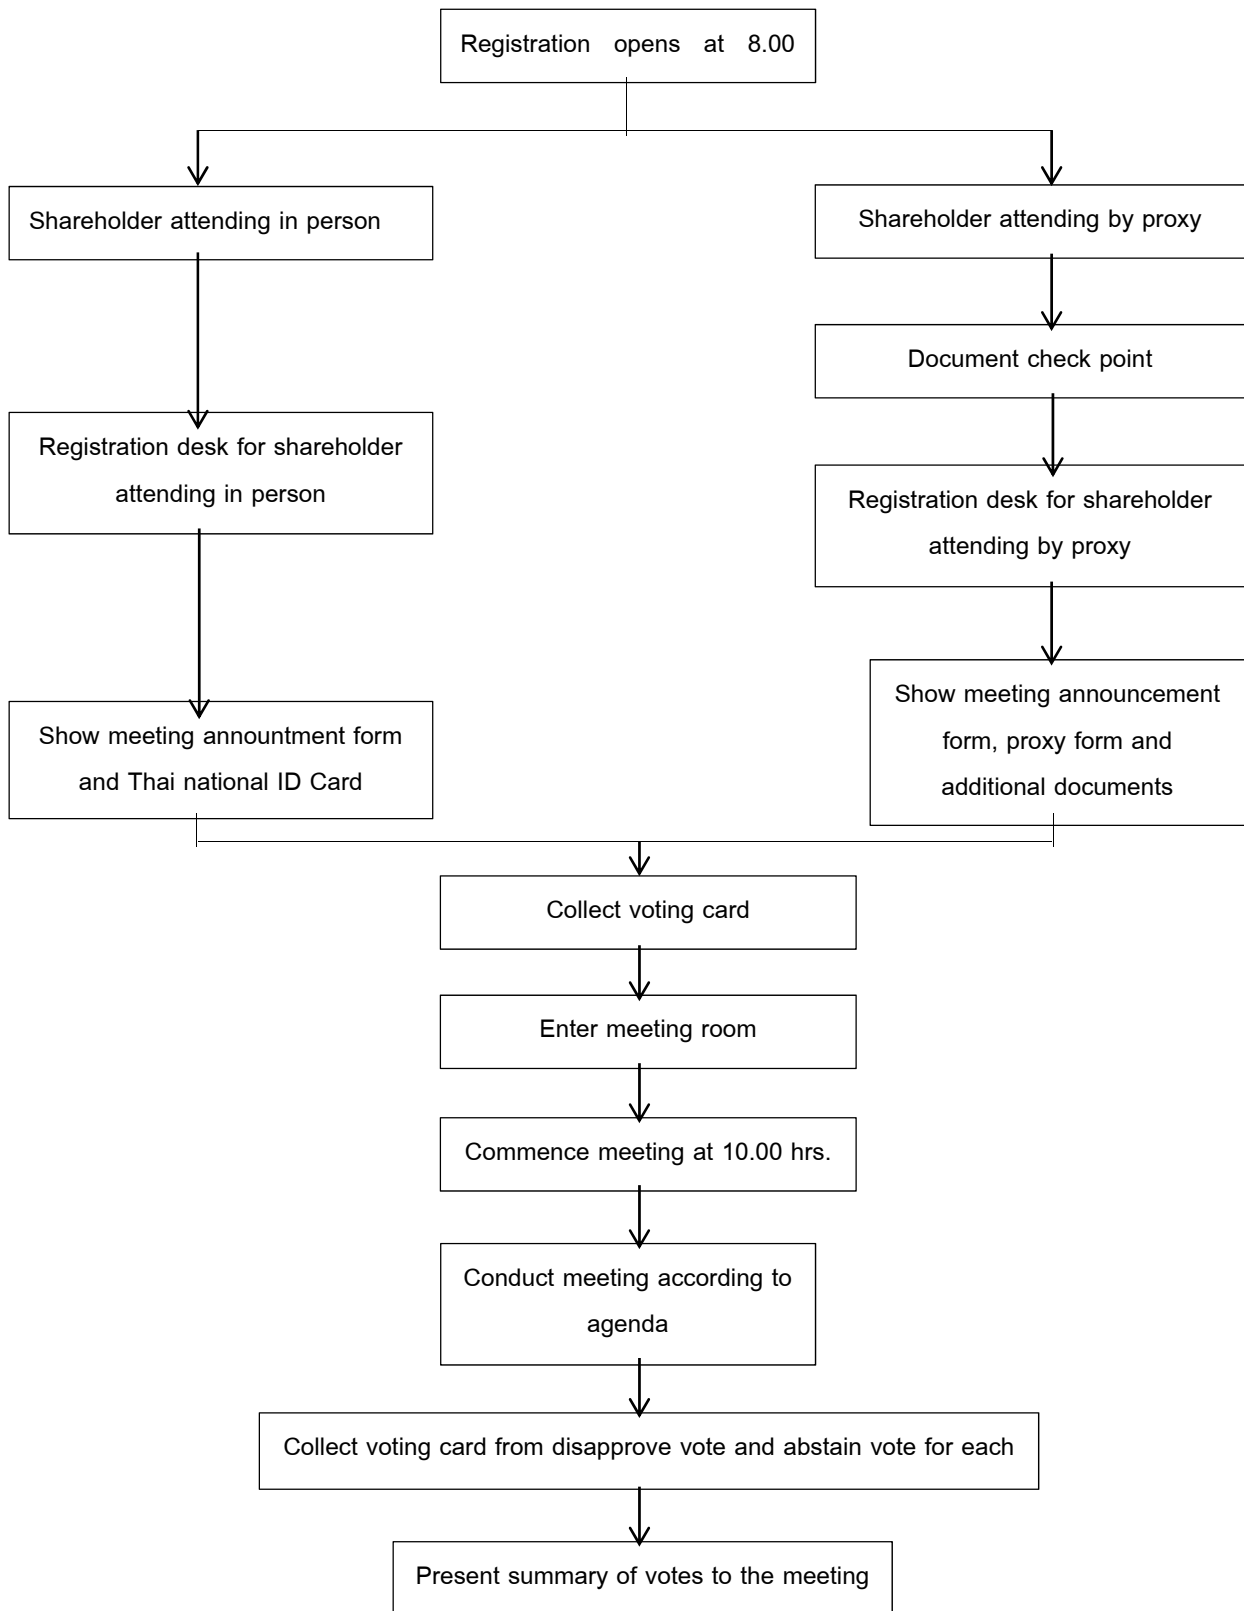 Registration opens at 8.00
Shareholder attending in person
Shareholder attending by proxy
Document check point
Registration desk for shareholder
attending in person
Registration desk for shareholder
attending by proxy
Show meeting annountment form
and Thai national ID Card
Show meeting announcement
form, proxy form and
additional documents
Collect voting card
Enter meeting room
Commence meeting at 10.00 hrs.
Conduct meeting according to
agenda
Collect voting card from disapprove vote and abstain vote for each
Present summary of votes to the meeting